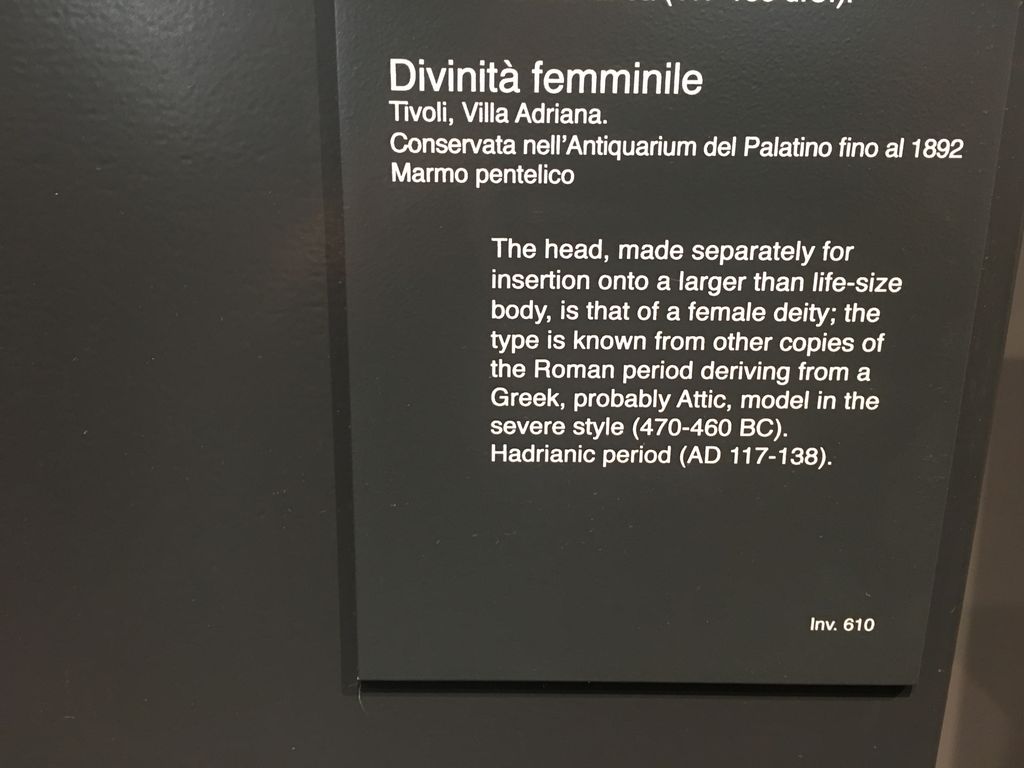 Divinità femminile
Tivoli, Villa Adriana.
Conservata nell'Antiquarium del Palatino fino al 1892
Marmo pentelico
The head, made separately for
insertion onto a larger than life-size
body, is that of a female deity; the
type is known from other copies of
the Roman period deriving from a
Greek, probably Attic, model in the
severe style (470-460 BC).
Hadrianic period (AD 117-138).
Inv. 610